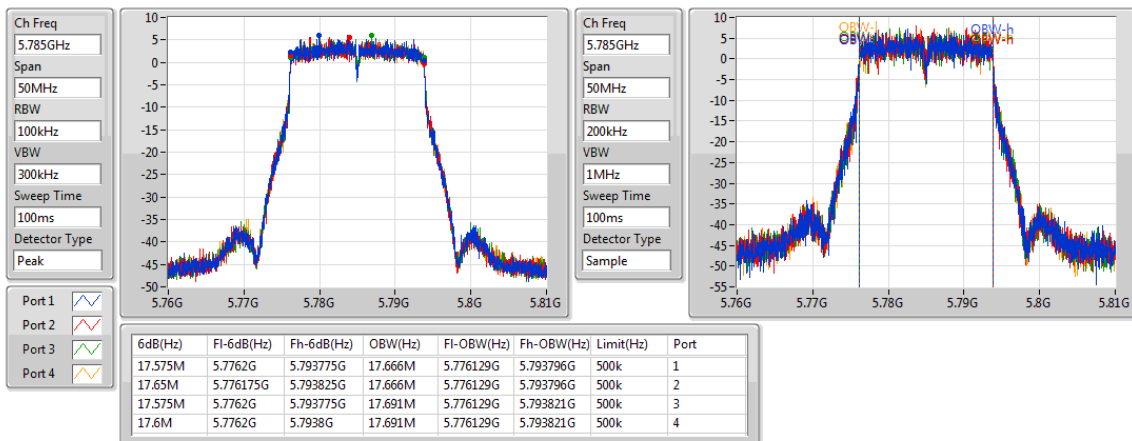 Ch Freq
5.785GHz
Span
50MHz
RBW
100kHz
VBW
300kHz
Sweep Time
100ms
Detector Type
Peak
10
5
0
-5
-10
-15
-20
-25
-30
-35
-40
-45
-50
5.76G 5.77G 5.78G 5.79G 5.8G 5.81G
Ch Freq
5.785GHz
Span
50MHz
RBW
200kHz
VBW
1MHz
Sweep Time
100ms
Detector Type
Sample
10
5
0
-5
-10
-15
-20
-25
-30
-35
-40
-45
-50
-55
OBW-l OBW-h
OBW-l OBW-h
5.76G 5.77G 5.78G 5.79G 5.8G 5.81G
Port 1
Port 2
Port 3
Port 4
6dB(Hz) Fl-6dB(Hz) Fh-6dB(Hz) OBW(Hz) Fl-OBW(Hz) Fh-OBW(Hz) Limit(Hz) Port
17.575M 5.7762G 5.793775G 17.666M 5.776129G 5.793796G 500k 1
17.65M 5.776175G 5.793825G 17.666M 5.776129G 5.793796G 500k 2
17.575M 5.7762G 5.793775G 17.691M 5.776129G 5.793821G 500k 3
17.6M 5.7762G 5.7938G 17.691M 5.776129G 5.793821G 500k 4